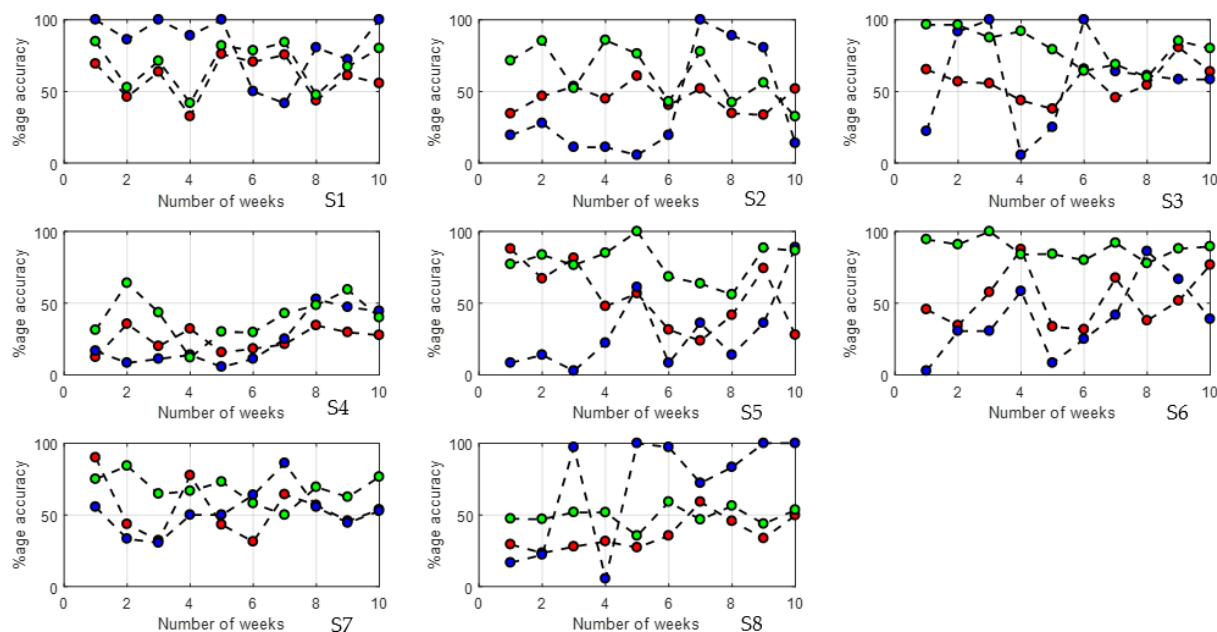 100 100 100
%age accuracy %age accuracy %age accuracy
50 50 50
0 0 0
0 2 4 6 8 10 0 2 4 6 8 10 0 2 4 6 8 10
Number of weeks S1 Number of weeks S2 Number of weeks S3
100 100 100
%age accuracy %age accuracy %age accuracy
50 50 50
0 0 0
0 2 4 6 8 10 0 2 4 6 8 10 0 2 4 6 8 10
Number of weeks S4 Number of weeks S5 Number of weeks S6
100 100
%age accuracy %age accuracy
50 50
0 0
0 2 4 6 8 10 0 2 4 6 8 10
Number of weeks S7 Number of weeks S8